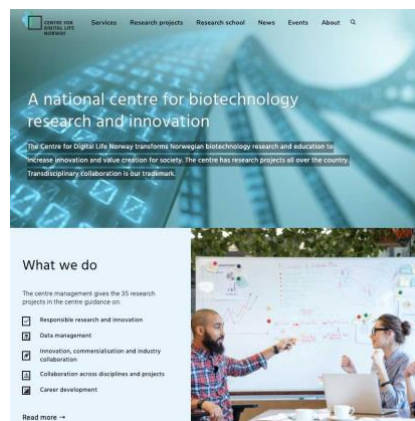 CENTRE FOR
DIGITAL LIFE
NORWAY
Services Research projects Research school News Events About
A national centre for biotechnology
research and innovation
The Centre for Digital Life Norway transforms Norwegian biotechnology research and education to
increase innovation and value creation for society. The centre has research projects all over the country.
Transdisciplinary collaboration is our trademark.
What we do
The centre management gives the 35 research
projects in the centre guidance on:
Responsible research and innovation
Data management
Innovation, commercialisation and industry
collaboration
Collaboration across disciplines and projects
Career development
Read more →